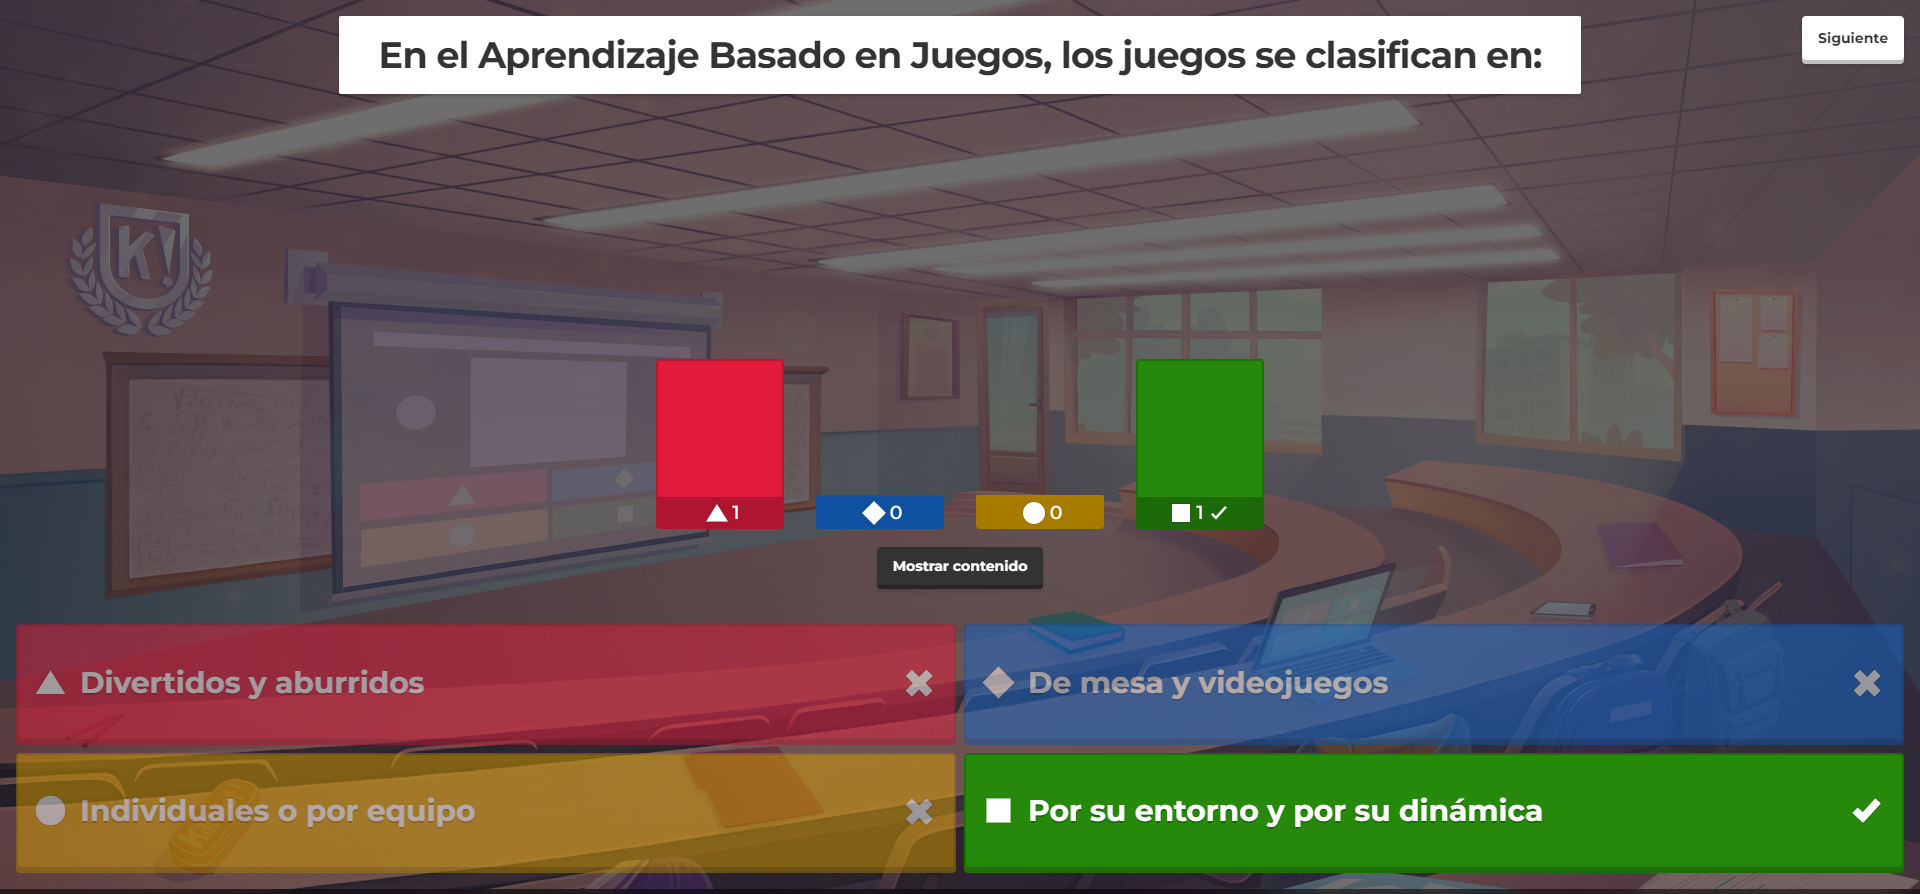 En el Aprendizaje Basado en Juegos, los juegos se clasifican en:
Siguiente
K!
1
0
0
1
Mostrar contenido
Divertidos y aburridos
De mesa y videojuegos
Individuales o por equipo
Por su entorno y por su dinámica